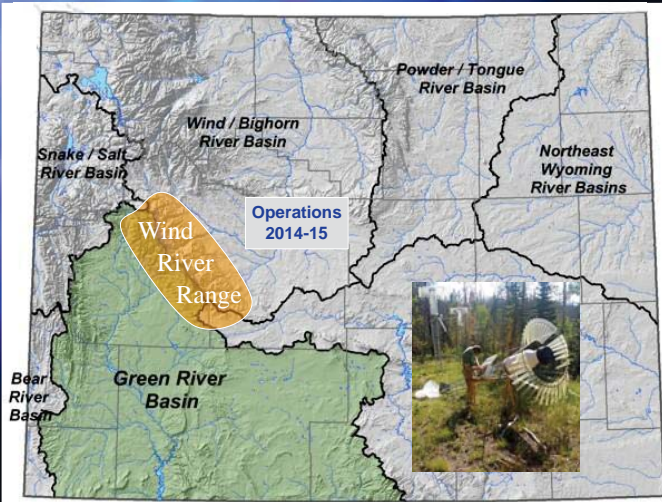 Powder / Tongue
River Basin
Wind / Bighorn
River Basin
Snake / Salt
River Basin
Northeast
Wyoming
River Basins
Operations
2014-15
Wind
River
Range
Bear
River
Basin
Green River
Basin